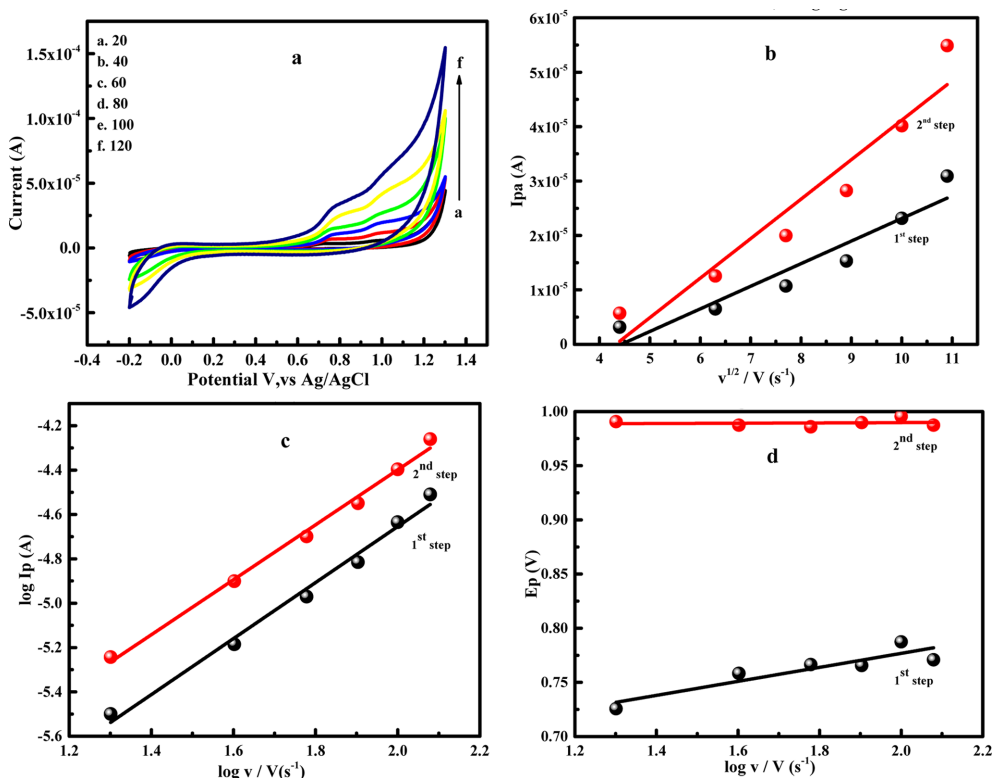 a. 20
b. 40
c. 60
d. 80
e. 100
f. 120
a
f
a
1.5x10⁻⁴
1.0x10⁻⁴
5.0x10⁻⁵
0.0
-5.0x10⁻⁵
Current (A)
-0.4 -0.2 0.0 0.2 0.4 0.6 0.8 1.0 1.2 1.4
Potential V,vs Ag/AgCl
b
6x10⁻⁵
5x10⁻⁵
4x10⁻⁵
3x10⁻⁵
2x10⁻⁵
1x10⁻⁵
0
Ipa (A)
2ⁿᵈ step
1ˢᵗ step
4 5 6 7 8 9 10 11
v¹ᐟ² / V (s⁻¹)
c
-4.2
-4.4
-4.6
-4.8
-5.0
-5.2
-5.4
-5.6
log Ip (A)
2ⁿᵈ step
1ˢᵗ step
1.2 1.4 1.6 1.8 2.0 2.2
log v / V(s⁻¹)
d
1.00
0.95
0.90
0.85
0.80
0.75
0.70
Ep (V)
2ⁿᵈ step
1ˢᵗ step
1.2 1.4 1.6 1.8 2.0 2.2
log v / V(s⁻¹)